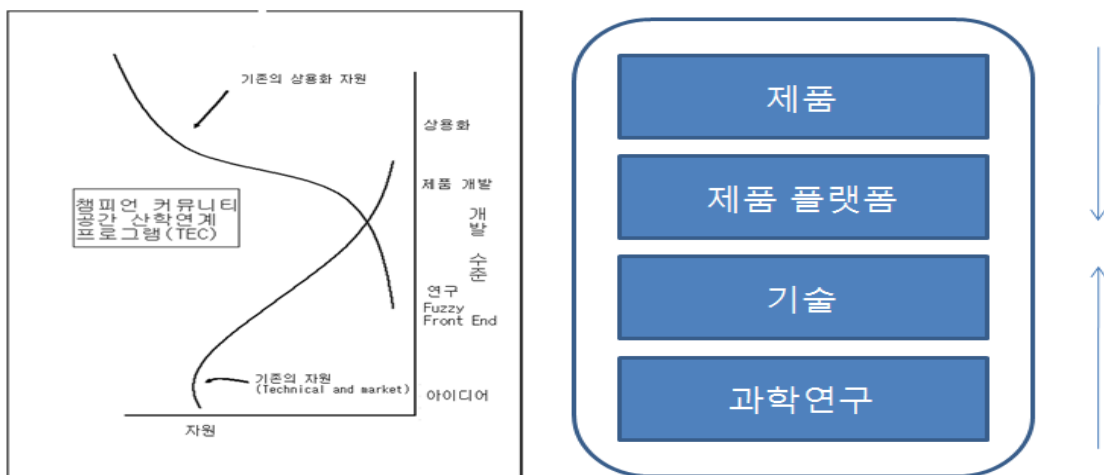 기존의 상용화 자원
상용화
제품 개발
챔피언 커뮤니티
공간 산학연계
프로그램(TEC)
개발 수준
연구
Fuzzy
Front End
기존의 자원
(Technical and market)
아이디어
자원
제품
제품 플랫폼
기술
과학연구